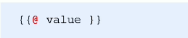 {{@ value }}